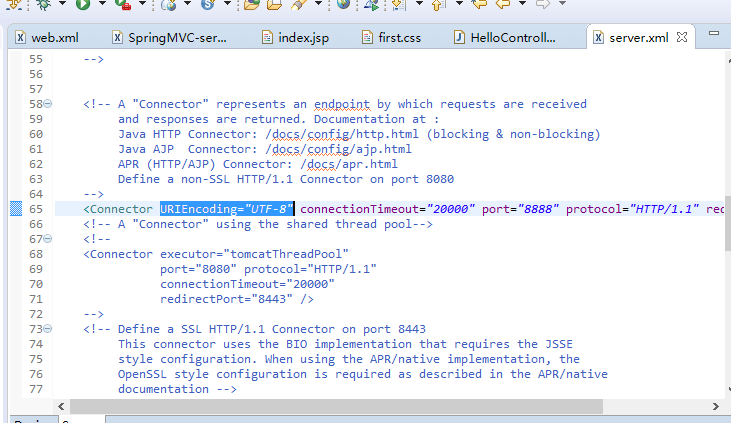 web.xml SpringMVC-ser... index.jsp first.css HelloControll... server.xml
55 -->
56
57
58 <!-- A "Connector" represents an endpoint by which requests are received
59 and responses are returned. Documentation at :
60 Java HTTP Connector: /docs/config/http.html (blocking & non-blocking)
61 Java AJP  Connector: /docs/config/ajp.html
62 APR (HTTP/AJP) Connector: /docs/apr.html
63 Define a non-SSL HTTP/1.1 Connector on port 8080
64 -->
65 <Connector URIEncoding="UTF-8" connectionTimeout="20000" port="8888" protocol="HTTP/1.1" red
66 <!-- A "Connector" using the shared thread pool-->
67 <!--
68 <Connector executor="tomcatThreadPool"
69 port="8080" protocol="HTTP/1.1"
70 connectionTimeout="20000"
71 redirectPort="8443" />
72 -->
73 <!-- Define a SSL HTTP/1.1 Connector on port 8443
74 This connector uses the BIO implementation that requires the JSSE
75 style configuration. When using the APR/native implementation, the
76 OpenSSL style configuration is required as described in the APR/native
77 documentation -->